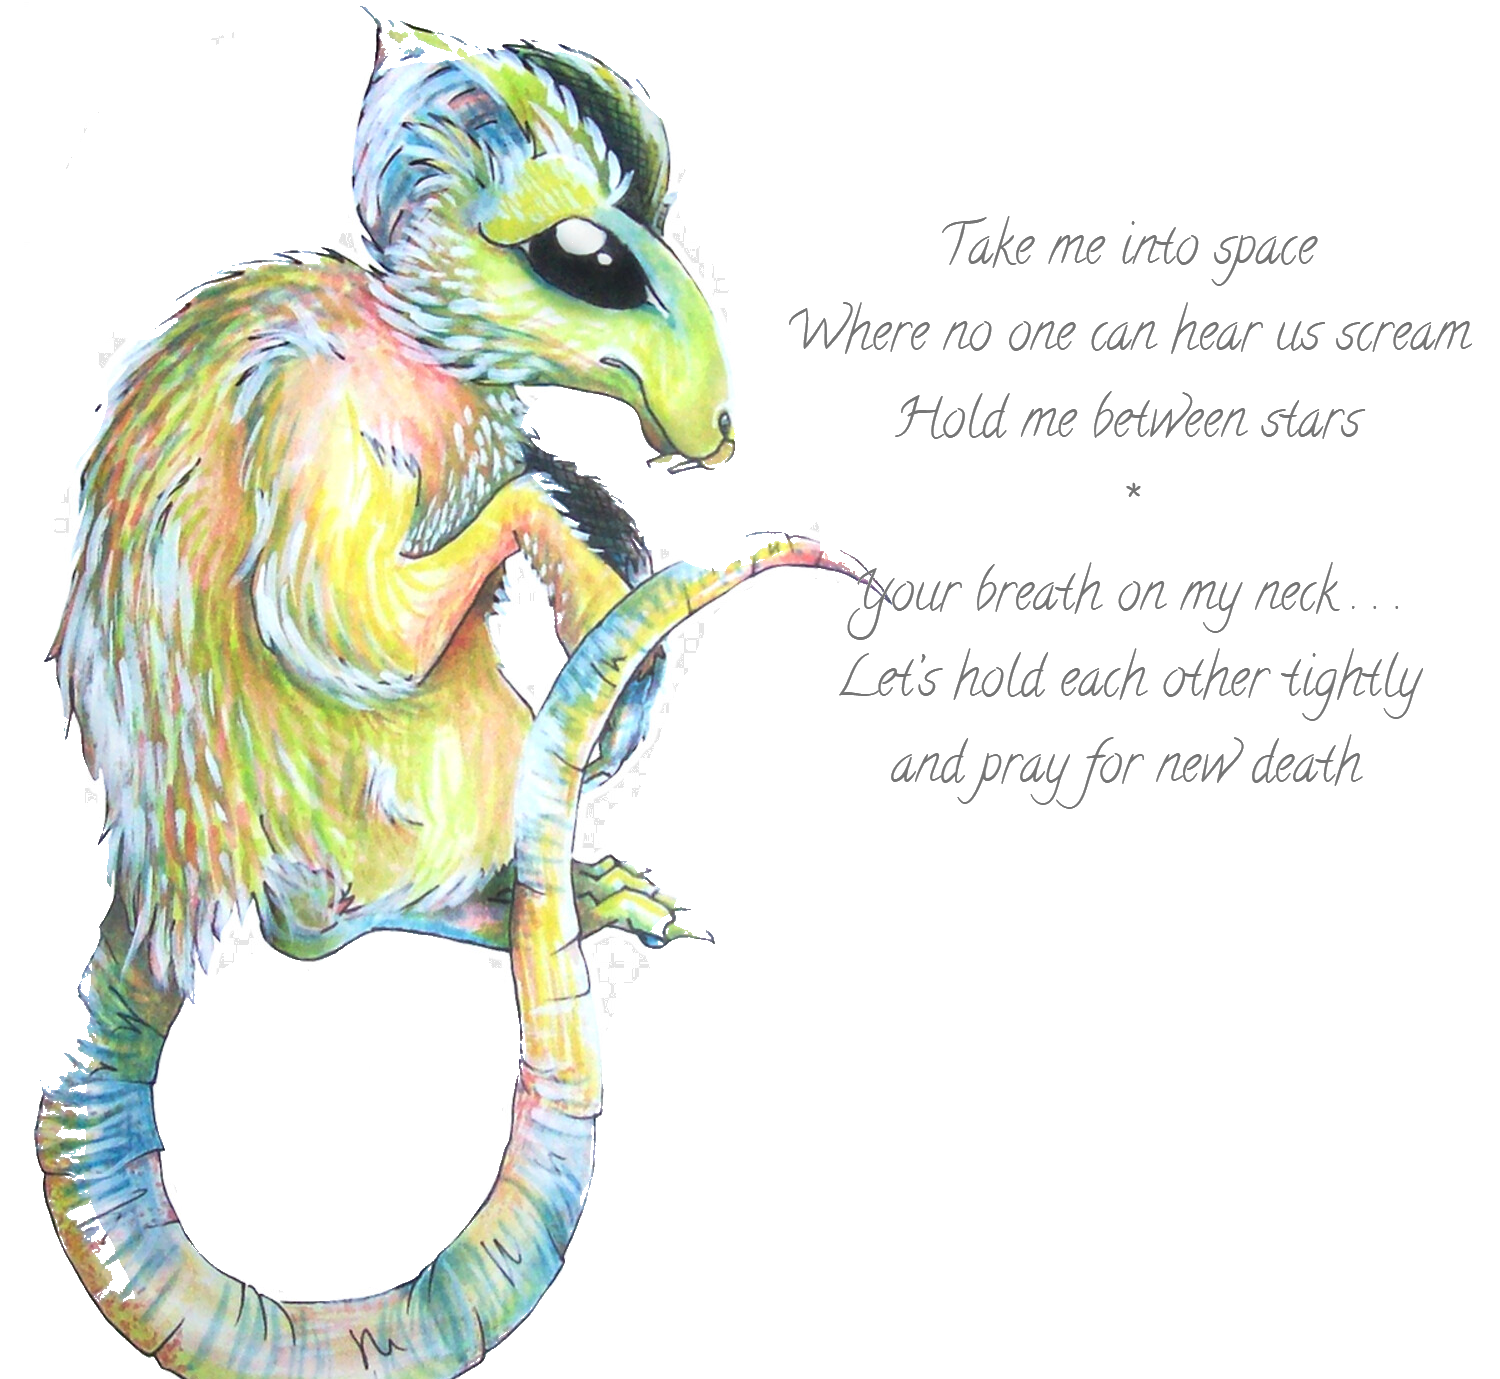 Take me into space
Where no one can hear us scream
Hold me between stars
*
Your breath on my neck . . .
Let's hold each other tightly
and pray for new death